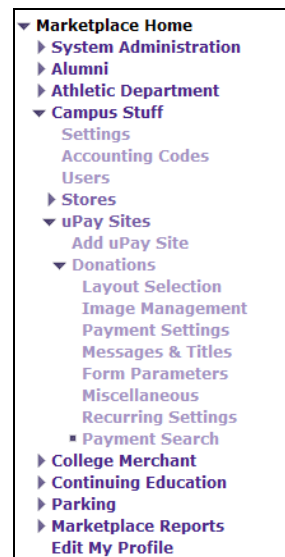 Marketplace Home
System Administration
Alumni
Athletic Department
Campus Stuff
Settings
Accounting Codes
Users
Stores
uPay Sites
Add uPay Site
Donations
Layout Selection
Image Management
Payment Settings
Messages & Titles
Form Parameters
Miscellaneous
Recurring Settings
Payment Search
College Merchant
Continuing Education
Parking
Marketplace Reports
Edit My Profile